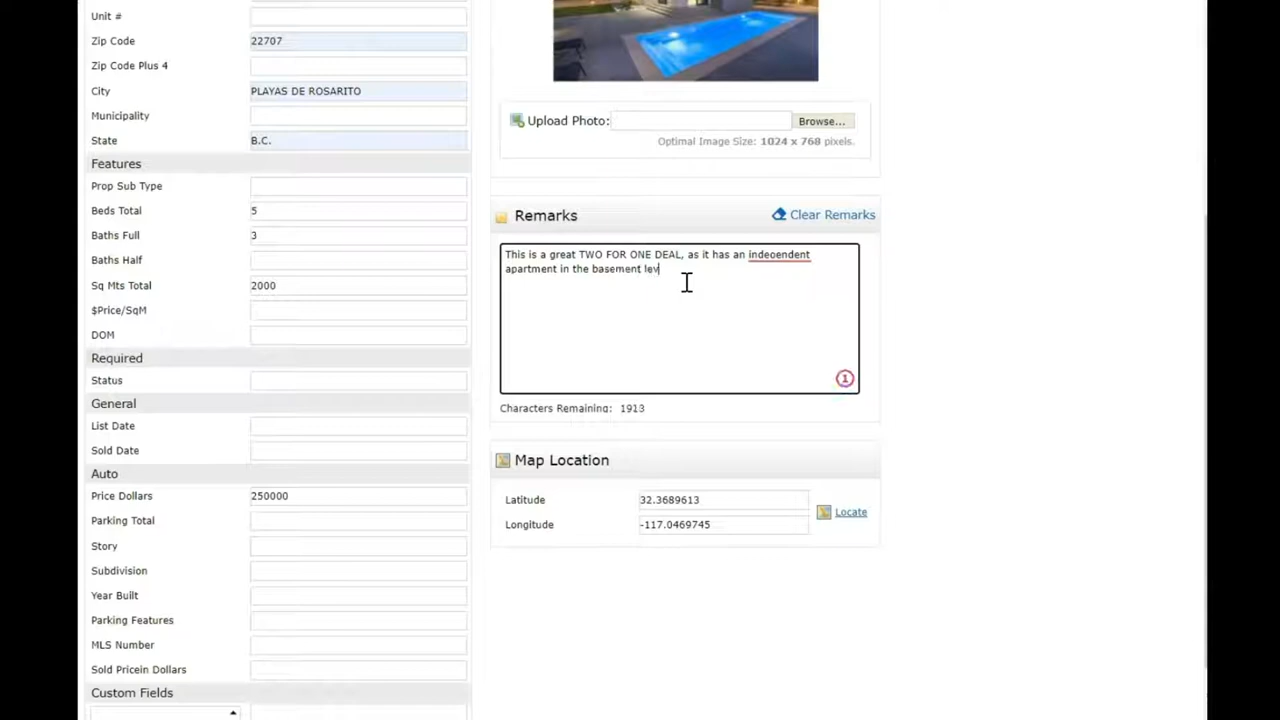 Unit #
Zip Code 22707
Zip Code Plus 4
City PLAYAS DE ROSARITO
Municipality
State B.C.
Features
Prop Sub Type
Beds Total 5
Baths Full 3
Baths Half
Sq Mts Total 2000
$Price/SqM
DOM
Required
Status
General
List Date
Sold Date
Auto
Price Dollars 250000
Parking Total
Story
Subdivision
Year Built
Parking Features
MLS Number
Sold Pricein Dollars
Custom Fields
Upload Photo: Browse...
Optimal Image Size: 1024 x 768 pixels.
Remarks Clear Remarks
This is a great TWO FOR ONE DEAL, as it has an indeoendent
apartment in the basement lev
1
Characters Remaining: 1913
Map Location
Latitude 32.3689613
Locate
Longitude -117.0469745